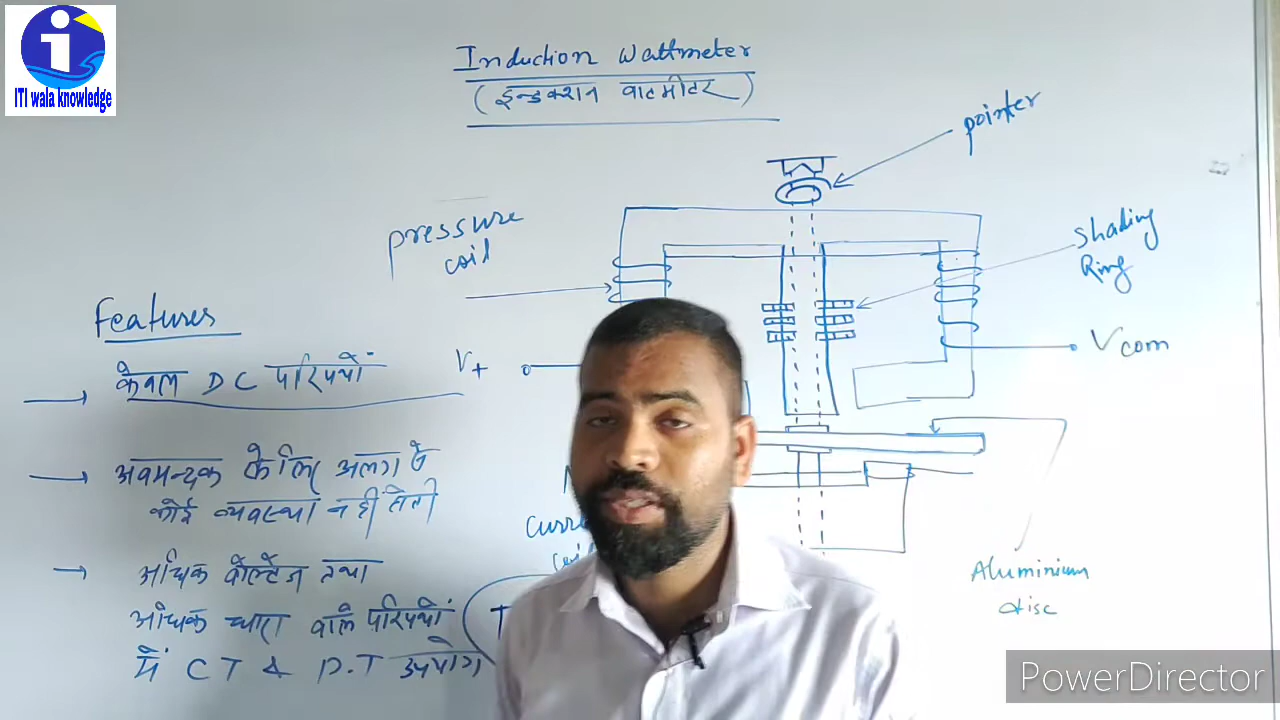 ITI wala knowledge
Induction Wattmeter
(इन्डक्शन वाटमीटर)
pointer
pressure
coil
shading
Ring
Features
V+
Vcom
केवल DC परिपथों
अवमन्दक के लिए अलग से
कोई व्यवस्था नहीं होती
अधिक वोल्टेज तथा
अधिक धारा वाले परिपथों
में CT & P.T उपयोग
Aluminium
disc
PowerDirector